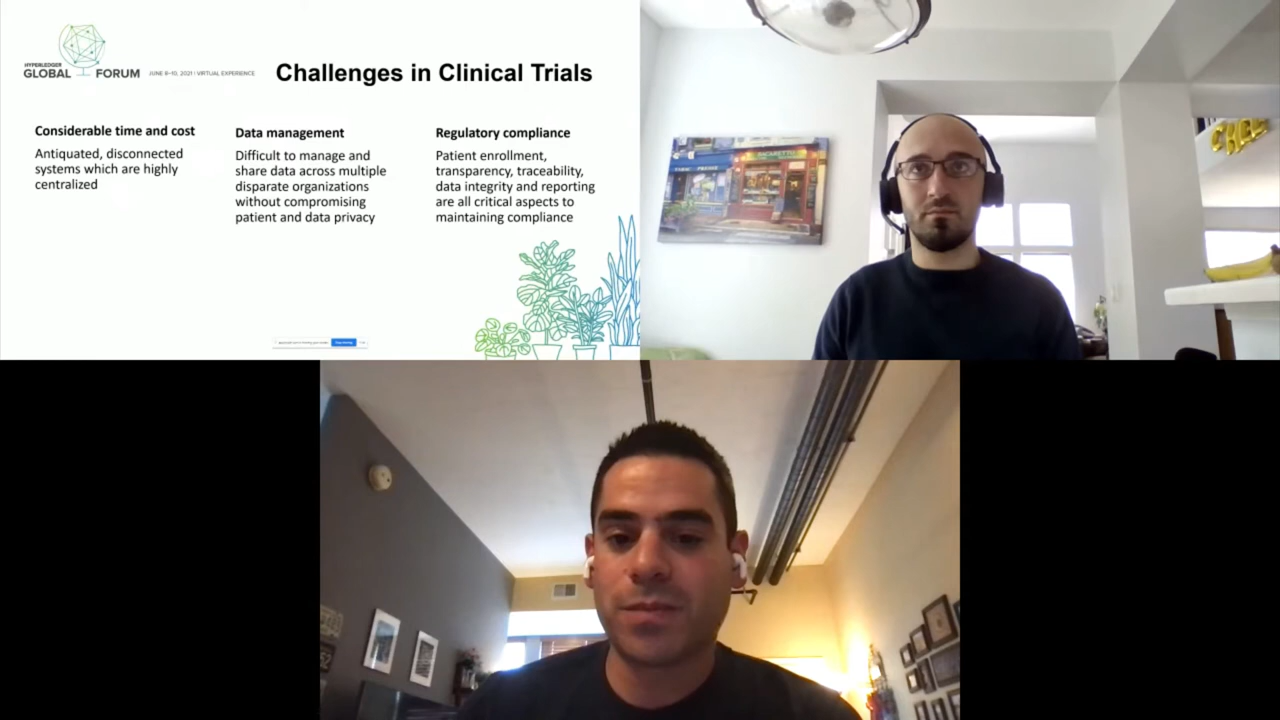 HYPERLEDGER
GLOBAL FORUM
JUNE 8–10, 2021 / VIRTUAL EXPERIENCE
Challenges in Clinical Trials
Considerable time and cost
Antiquated, disconnected
systems which are highly
centralized
Data management
Difficult to manage and
share data across multiple
disparate organizations
without compromising
patient and data privacy
Regulatory compliance
Patient enrollment,
transparency, traceability,
data integrity and reporting
are all critical aspects to
maintaining compliance